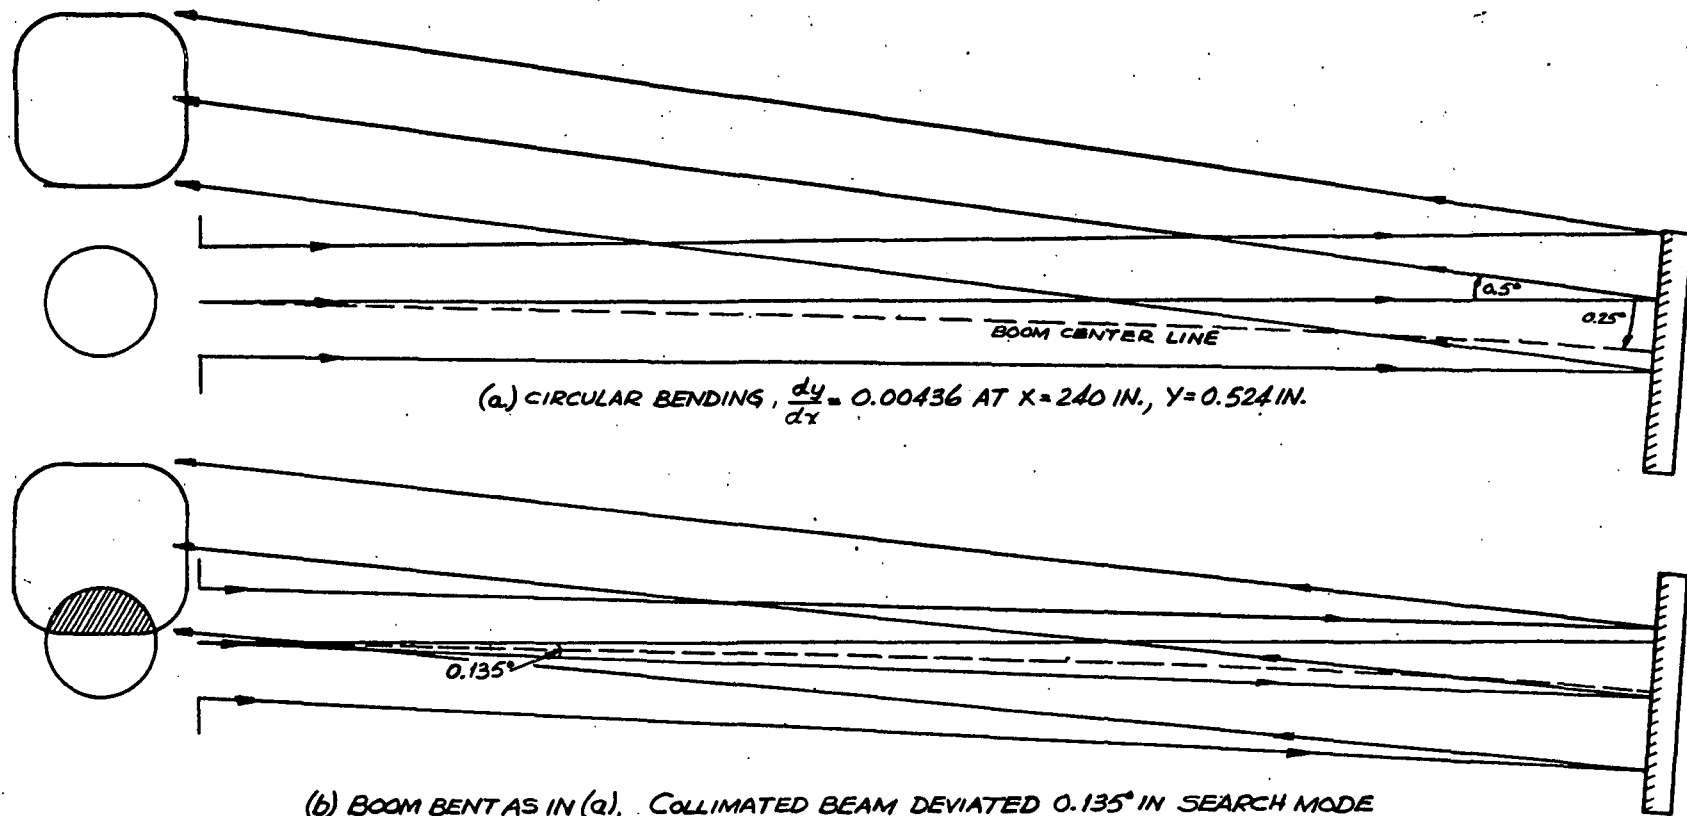 0.5°
0.25°
BOOM CENTER LINE
(a.) CIRCULAR BENDING, dy/dx = 0.00436 AT X=240 IN., Y=0.524 IN.
0.135°
(b) BOOM BENT AS IN (a). COLLIMATED BEAM DEVIATED 0.135° IN SEARCH MODE